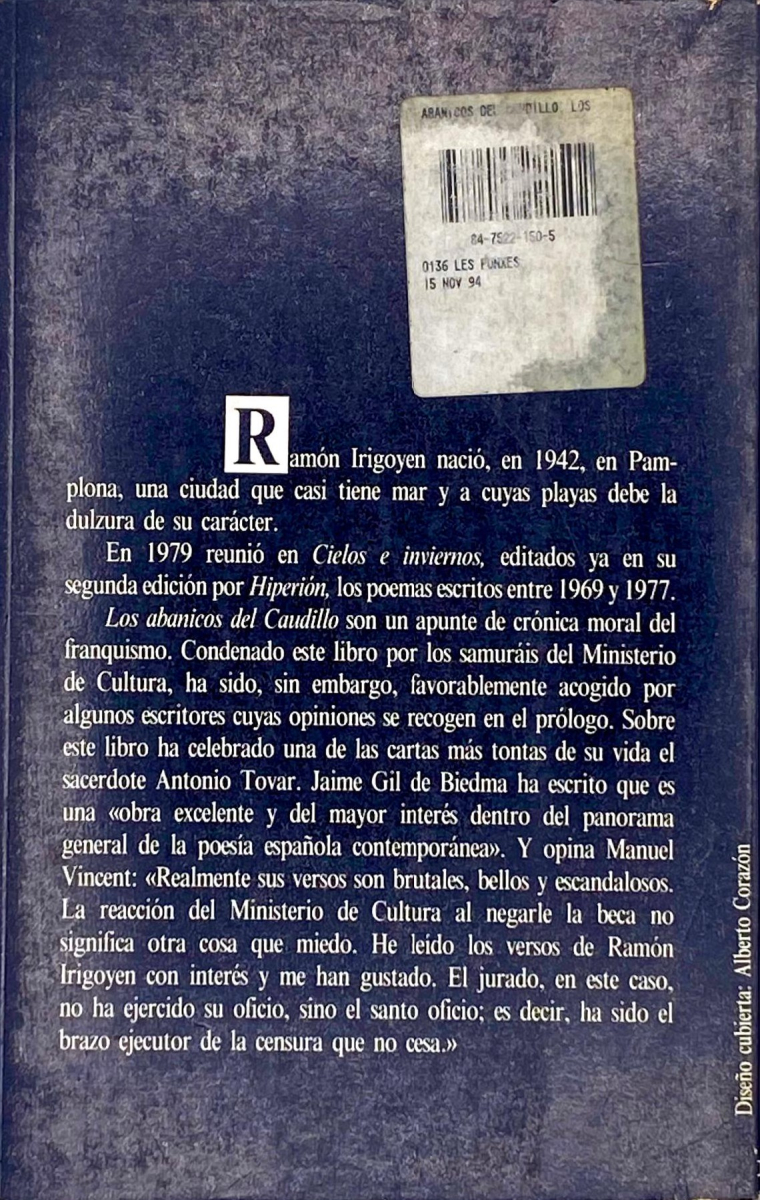 ABANICOS DEL CAUDILLO, LOS
84-7522-150-5
0136 LES PUNXES
15 NOV 94
Ramón Irigoyen nació, en 1942, en Pam-
plona, una ciudad que casi tiene mar y a cuyas playas debe la
dulzura de su carácter.
En 1979 reunió en Cielos e inviernos, editados ya en su
segunda edición por Hiperión, los poemas escritos entre 1969 y 1977.
Los abanicos del Caudillo son un apunte de crónica moral del
franquismo. Condenado este libro por los samuráis del Ministerio
de Cultura, ha sido, sin embargo, favorablemente acogido por
algunos escritores cuyas opiniones se recogen en el prólogo. Sobre
este libro ha celebrado una de las cartas más tontas de su vida el
sacerdote Antonio Tovar. Jaime Gil de Biedma ha escrito que es
una «obra excelente y del mayor interés dentro del panorama
general de la poesía española contemporánea». Y opina Manuel
Vincent: «Realmente sus versos son brutales, bellos y escandalosos.
La reacción del Ministerio de Cultura al negarle la beca no
significa otra cosa que miedo. He leído los versos de Ramón
Irigoyen con interés y me han gustado. El jurado, en este caso,
no ha ejercido su oficio, sino el santo oficio; es decir, ha sido el
brazo ejecutor de la censura que no cesa.»
Diseño cubierta: Alberto Corazón